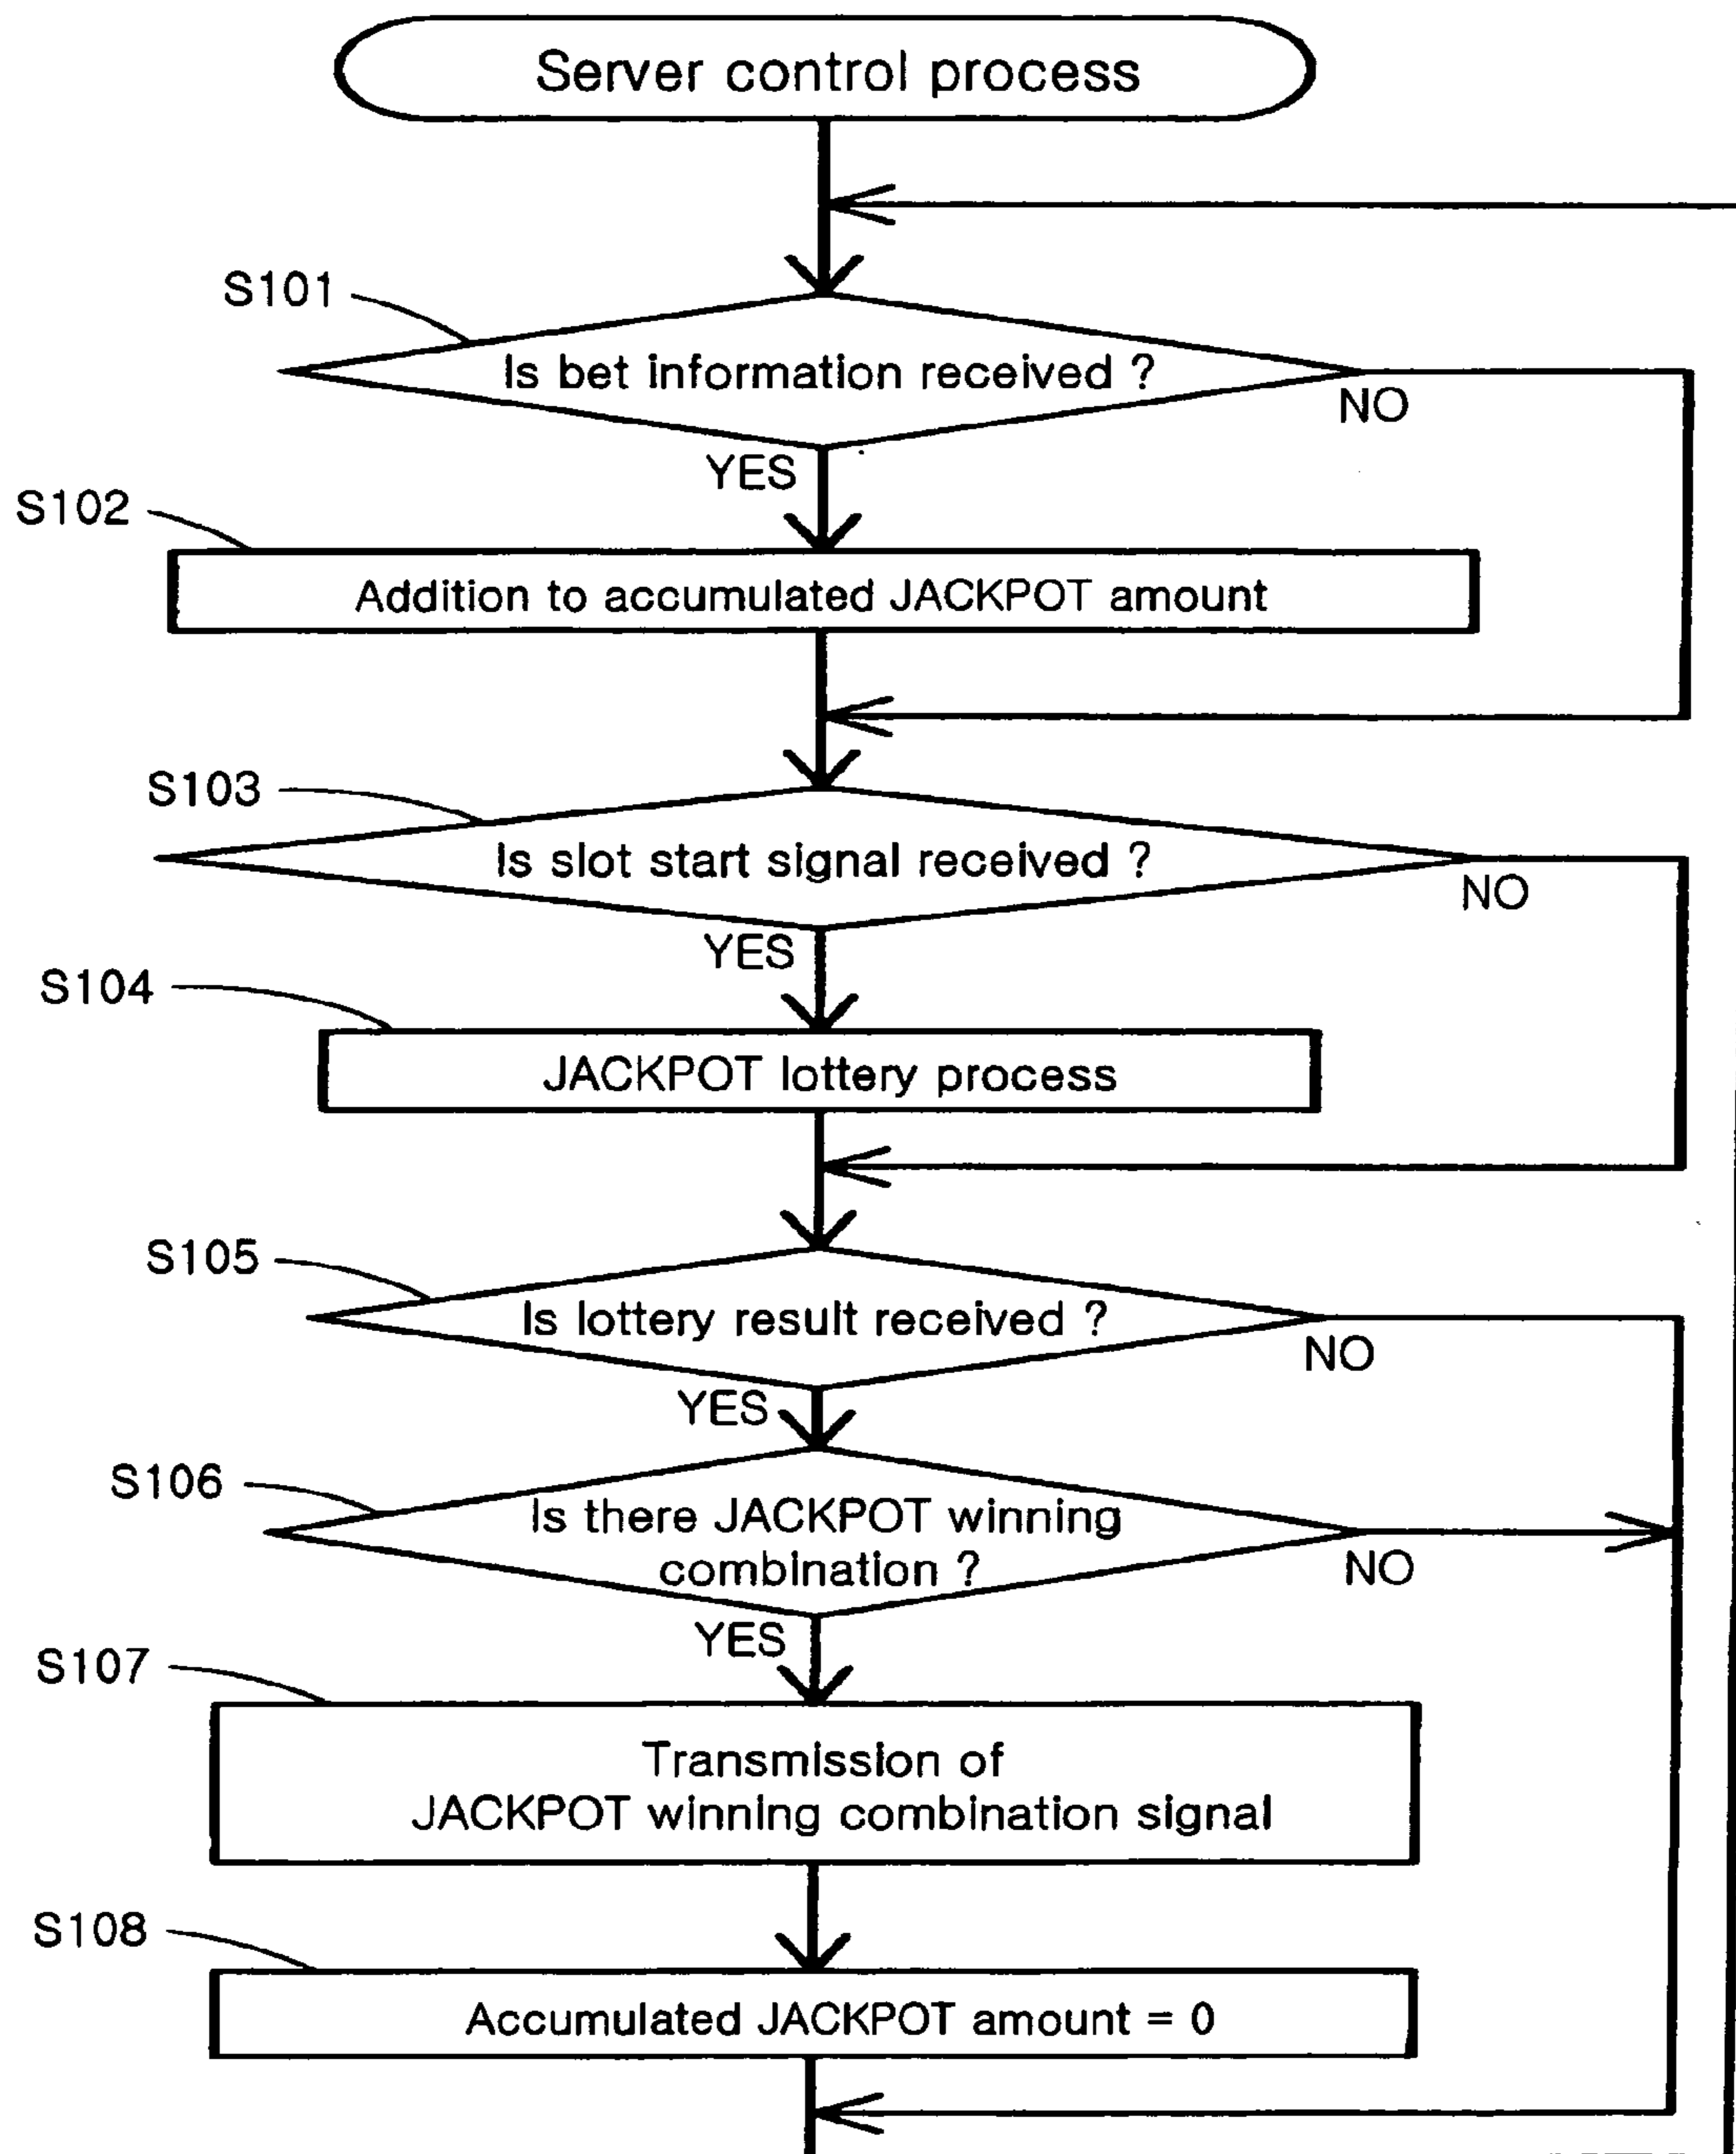 Server control process
S101
Is bet information received ?
NO
YES
S102
Addition to accumulated JACKPOT amount
S103
Is slot start signal received ?
NO
YES
S104
JACKPOT lottery process
S105
Is lottery result received ?
NO
YES
S106
Is there JACKPOT winning
combination ?
NO
YES
S107
Transmission of
JACKPOT winning combination signal
S108
Accumulated JACKPOT amount = 0